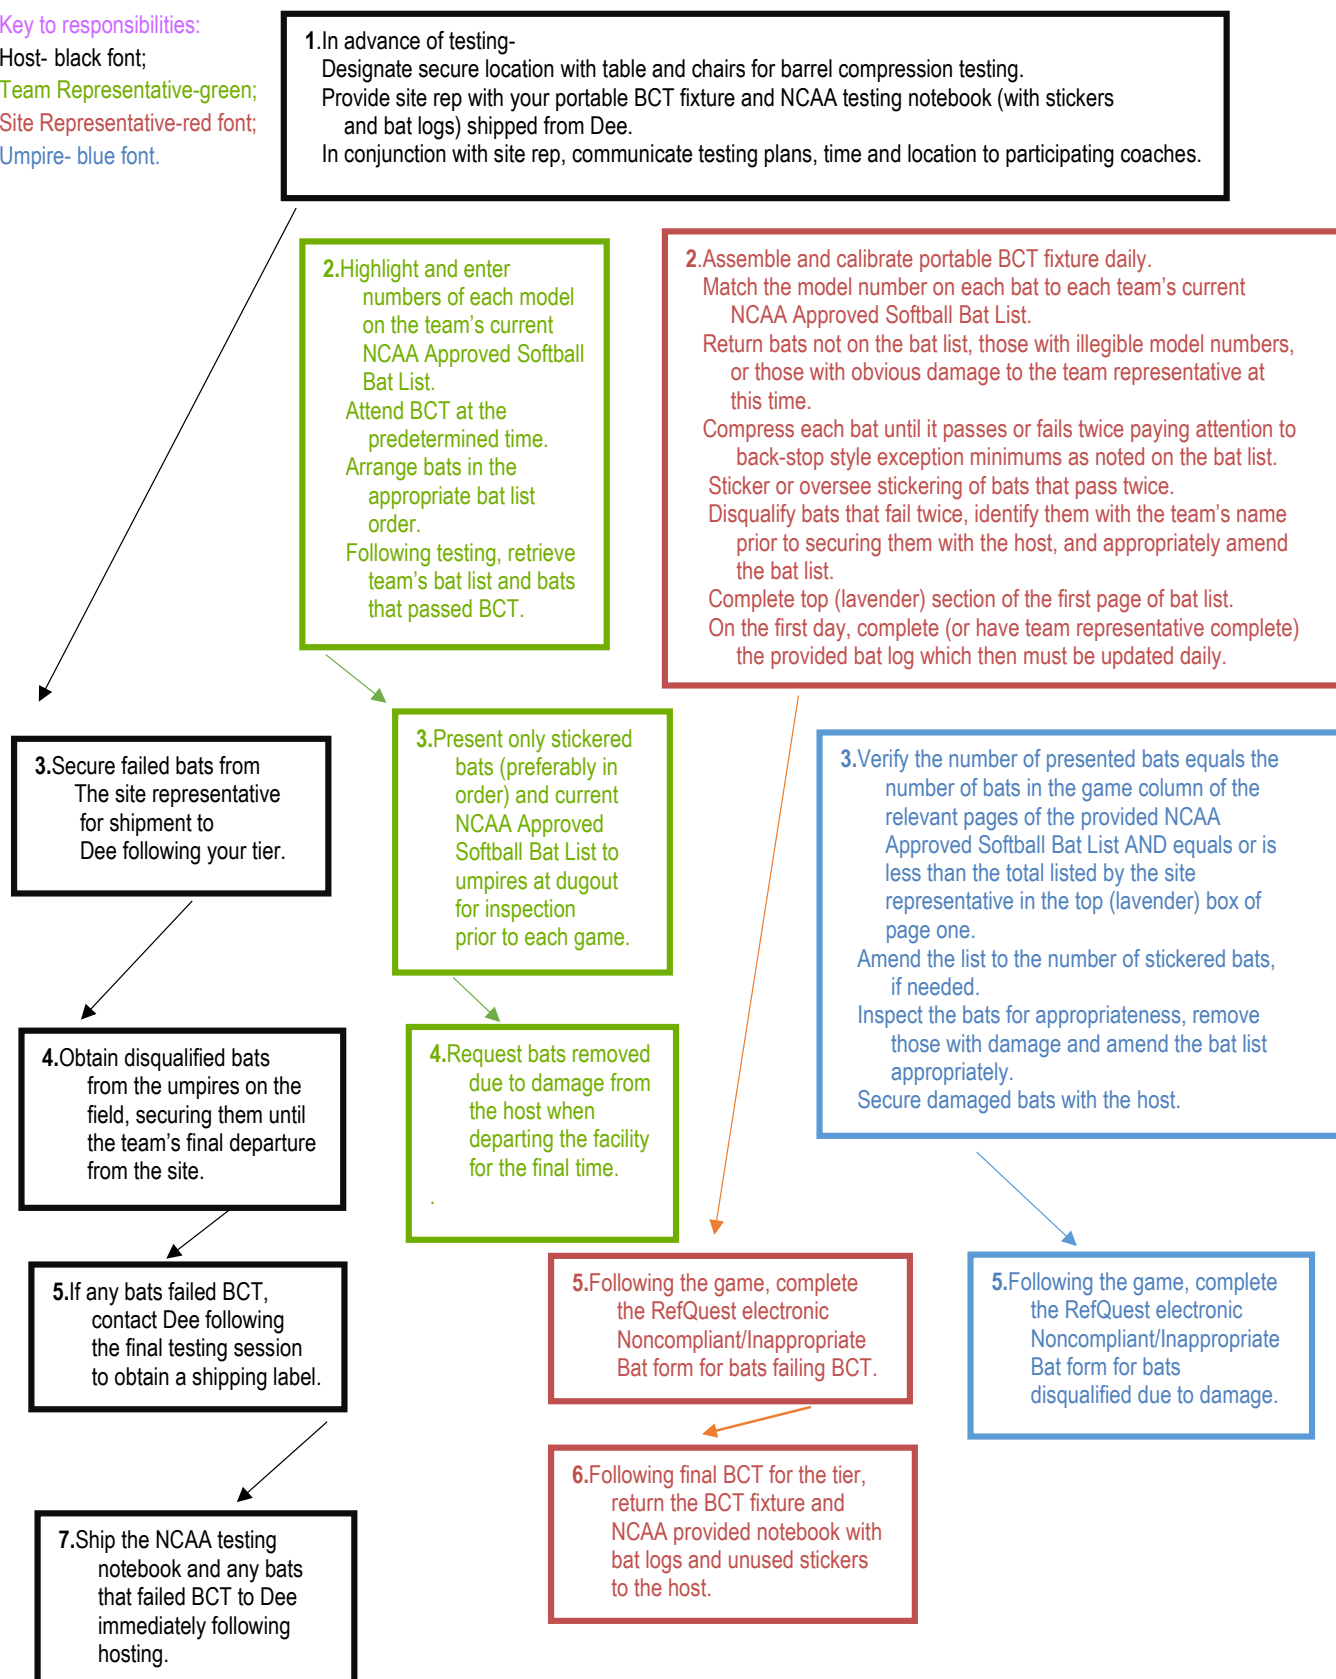 Key to responsibilities:
Host- black font;
Team Representative-green;
Site Representative-red font;
Umpire- blue font.
1.In advance of testing-
Designate secure location with table and chairs for barrel compression testing.
Provide site rep with your portable BCT fixture and NCAA testing notebook (with stickers
and bat logs) shipped from Dee.
In conjunction with site rep, communicate testing plans, time and location to participating coaches.
2.Highlight and enter
numbers of each model
on the team's current
NCAA Approved Softball
Bat List.
Attend BCT at the
predetermined time.
Arrange bats in the
appropriate bat list
order.
Following testing, retrieve
team's bat list and bats
that passed BCT.
2.Assemble and calibrate portable BCT fixture daily.
Match the model number on each bat to each team's current
NCAA Approved Softball Bat List.
Return bats not on the bat list, those with illegible model numbers,
or those with obvious damage to the team representative at
this time.
Compress each bat until it passes or fails twice paying attention to
back-stop style exception minimums as noted on the bat list.
Sticker or oversee stickering of bats that pass twice.
Disqualify bats that fail twice, identify them with the team's name
prior to securing them with the host, and appropriately amend
the bat list.
Complete top (lavender) section of the first page of bat list.
On the first day, complete (or have team representative complete)
the provided bat log which then must be updated daily.
3.Secure failed bats from
The site representative
for shipment to
Dee following your tier.
3.Present only stickered
bats (preferably in
order) and current
NCAA Approved
Softball Bat List to
umpires at dugout
for inspection
prior to each game.
3.Verify the number of presented bats equals the
number of bats in the game column of the
relevant pages of the provided NCAA
Approved Softball Bat List AND equals or is
less than the total listed by the site
representative in the top (lavender) box of
page one.
Amend the list to the number of stickered bats,
if needed.
Inspect the bats for appropriateness, remove
those with damage and amend the bat list
appropriately.
Secure damaged bats with the host.
4.Obtain disqualified bats
from the umpires on the
field, securing them until
the team's final departure
from the site.
4.Request bats removed
due to damage from
the host when
departing the facility
for the final time.
.
5.If any bats failed BCT,
contact Dee following
the final testing session
to obtain a shipping label.
5.Following the game, complete
the RefQuest electronic
Noncompliant/Inappropriate
Bat form for bats failing BCT.
5.Following the game, complete
the RefQuest electronic
Noncompliant/Inappropriate
Bat form for bats
disqualified due to damage.
6.Following final BCT for the tier,
return the BCT fixture and
NCAA provided notebook with
bat logs and unused stickers
to the host.
7.Ship the NCAA testing
notebook and any bats
that failed BCT to Dee
immediately following
hosting.